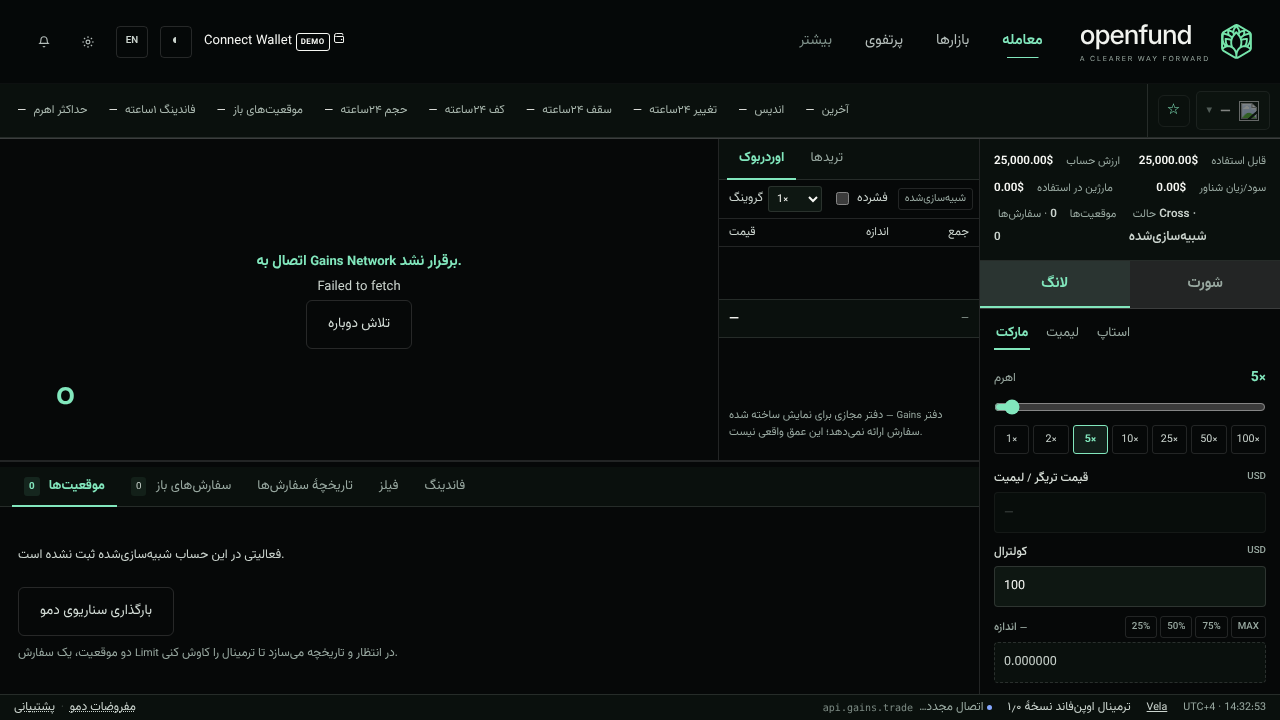 openfund
A CLEARER WAY FORWARD
معامله
بازارها
پرتفوی
بیشتر
Connect Wallet DEMO
EN
—
آخرین —
اندیس —
تغییر ۲۴ساعته —
سقف ۲۴ساعته —
کف ۲۴ساعته —
حجم ۲۴ساعته —
موقعیت‌های باز —
فاندینگ ۱ساعته —
حداکثر اهرم —
قابل استفاده 25,000.00$
ارزش حساب 25,000.00$
سود/زیان شناور 0.00$
مارژین در استفاده 0.00$
حالت Cross ·
شبیه‌سازی‌شده
موقعیت‌ها 0 · سفارش‌ها
0
لانگ
شورت
مارکت
لیمیت
استاپ
اهرم
5×
1×
2×
5×
10×
25×
50×
100×
قیمت تریگر / لیمیت
USD
—
کولترال
USD
100
اندازه —
25%
50%
75%
MAX
0.000000
اوردربوک
تریدها
گروپینگ
1×
فشرده
شبیه‌سازی‌شده
قیمت
اندازه
جمع
—
—
دفتر Gains — دفتر مجازی برای نمایش ساخته شده
سفارش ارائه نمی‌دهد؛ این عمق واقعی نیست.
اتصال به Gains Network برقرار نشد.
Failed to fetch
تلاش دوباره
o
موقعیت‌ها 0
سفارش‌های باز 0
تاریخچهٔ سفارش‌ها
فیلز
فاندینگ
فعالیتی در این حساب شبیه‌سازی‌شده ثبت نشده است.
بارگذاری سناریوی دمو
دو موقعیت، یک سفارش Limit در انتظار و تاریخچه می‌سازد تا ترمینال را کاوش کنی.
پشتیبانی · مفروضات دمو
api.gains.trade
اتصال مجدد…
ترمینال اوپن‌فاند نسخهٔ ۱٫۰
Vela
UTC+4 · 14:32:53